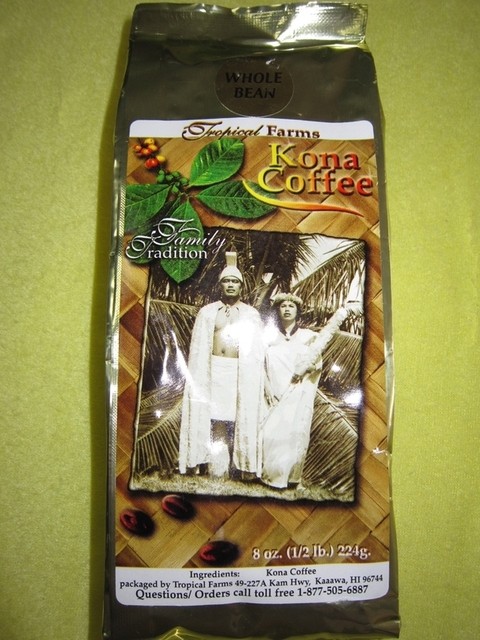 WHOLE
BEAN
Tropical Farms
Kona
Coffee
Family
Tradition
8 oz. (1/2 lb.) 224g.
Ingredients: Kona Coffee
packaged by Tropical Farms 49-227A Kam Hwy, Kaaawa, HI 96744
Questions/ Orders call toll free 1-877-505-6887